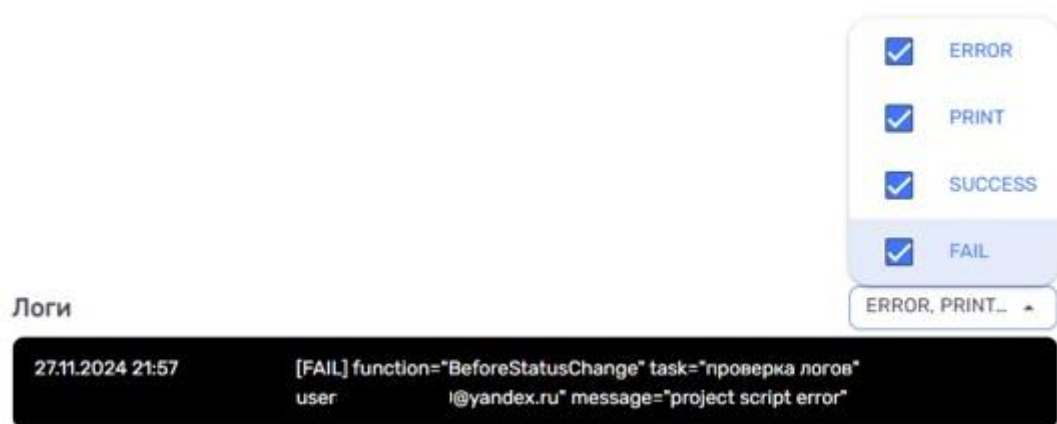 ERROR
PRINT
SUCCESS
FAIL
Логи
ERROR, PRINT...
27.11.2024 21:57
[FAIL] function="BeforeStatusChange" task="проверка логов"
user @yandex.ru" message="project script error"